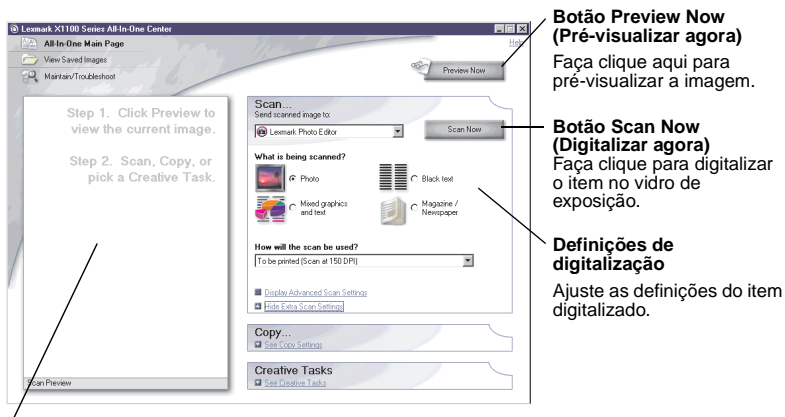 Lexmark X1100 Series All-In-One Center
All-In-One Main Page
Help
View Saved Images
Maintain/Troubleshoot
Preview Now
Step 1. Click Preview to
view the current image.
Step 2. Scan, Copy, or
pick a Creative Task.
Scan Preview
Scan...
Send scanned image to:
Lexmark Photo Editor
Scan Now
What is being scanned?
Photo
Black text
Mixed graphics
and text
Magazine /
Newspaper
How will the scan be used?
To be printed (Scan at 150 DPI)
Display Advanced Scan Settings
Hide Extra Scan Settings
Copy...
See Copy Settings
Creative Tasks
See Creative Tasks
Botão Preview Now
(Pré-visualizar agora)
Faça clique aqui para
pré-visualizar a imagem.
Botão Scan Now
(Digitalizar agora)
Faça clique para digitalizar
o item no vidro de
exposição.
Definições de
digitalização
Ajuste as definições do item
digitalizado.